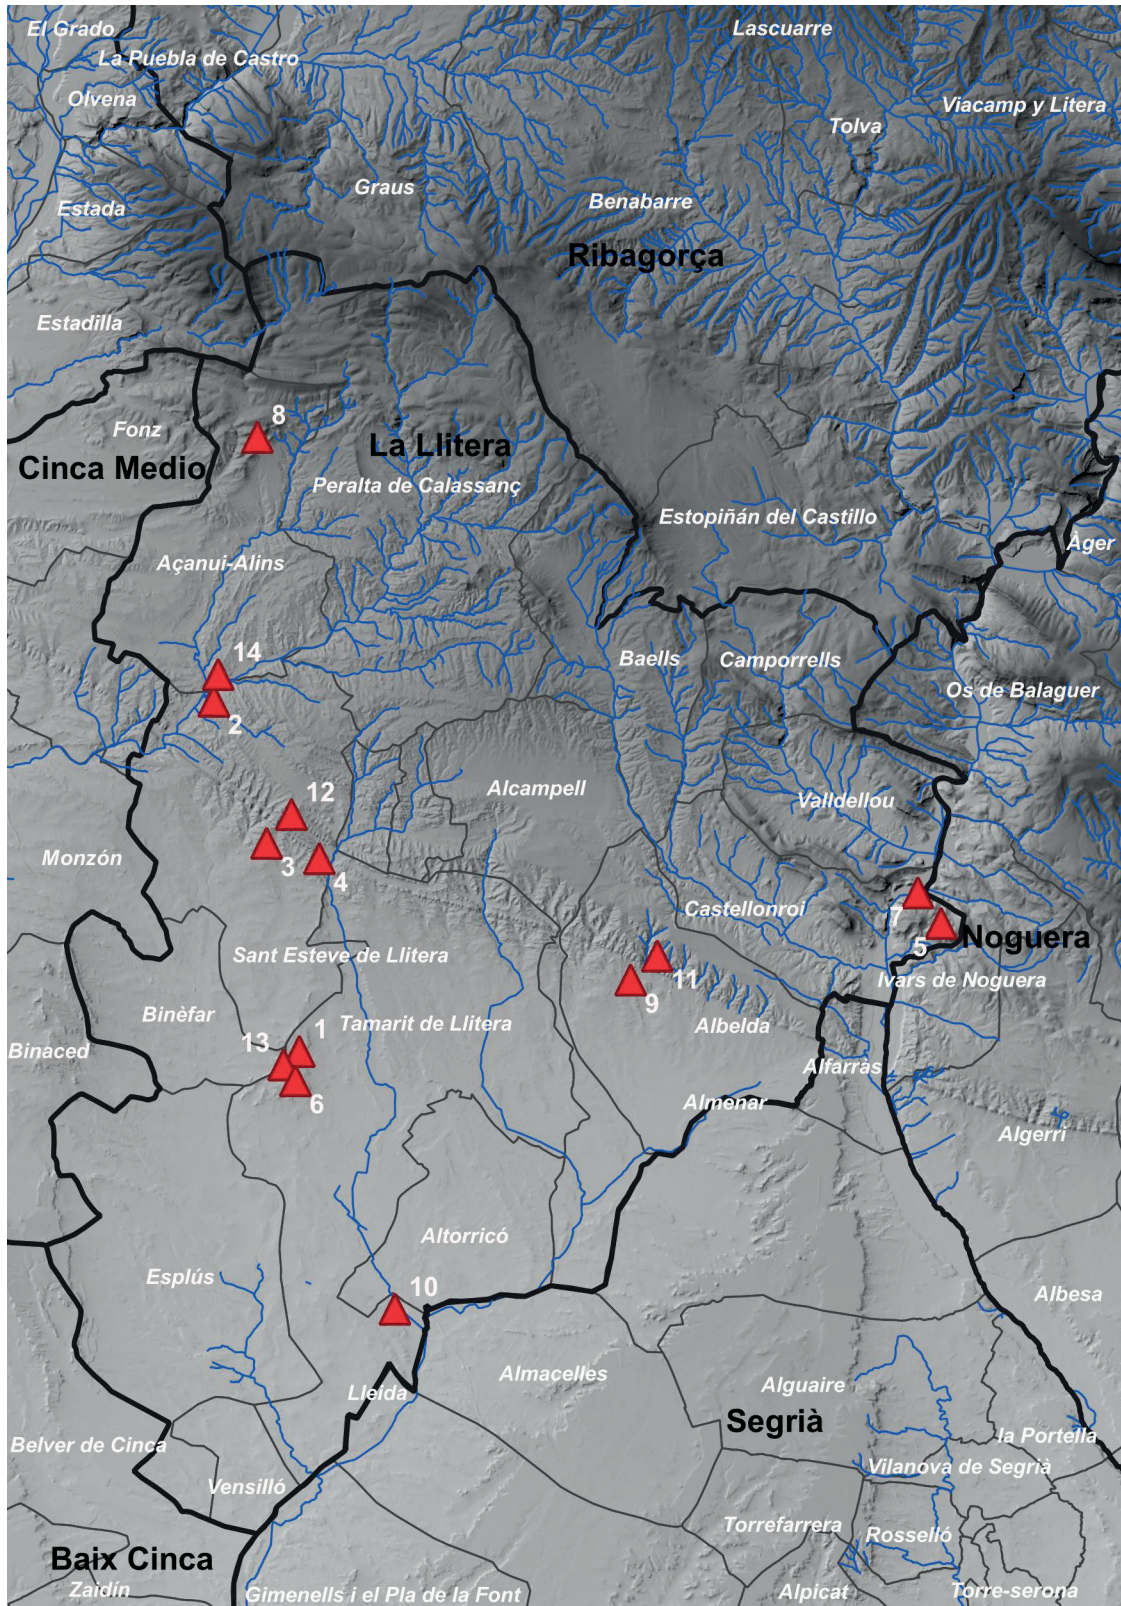 El Grado
Lascuarre
La Puebla de Castro
Olvena
Viacamp y Litera
Tolva
Graus
Benabarre
Estada
Ribagorça
Estadilla
8
Fonz
La Llitera
Cinca Medio
Peralta de Calassanç
Estopiñán del Castillo
Àger
Açanui-Alins
14
Baells
Camporrells
Os de Balaguer
2
Alcampell
12
Valldellou
Monzón
3
4
Castellonroi
7
5
Noguera
Sant Esteve de Llitera
11
Ivars de Noguera
9
Binèfar
Tamarit de Llitera
Albelda
13
1
Binaced
Alfarràs
6
Almenar
Algerri
Altorricó
Esplús
10
Albesa
Almacelles
Alguaire
Lleida
Segrià
la Portella
Belver de Cinca
Vilanova de Segrià
Vensilló
Torrefarrera
Rosselló
Baix Cinca
Zaidín
Gimenells i el Pla de la Font
Alpicat
Torre-serona